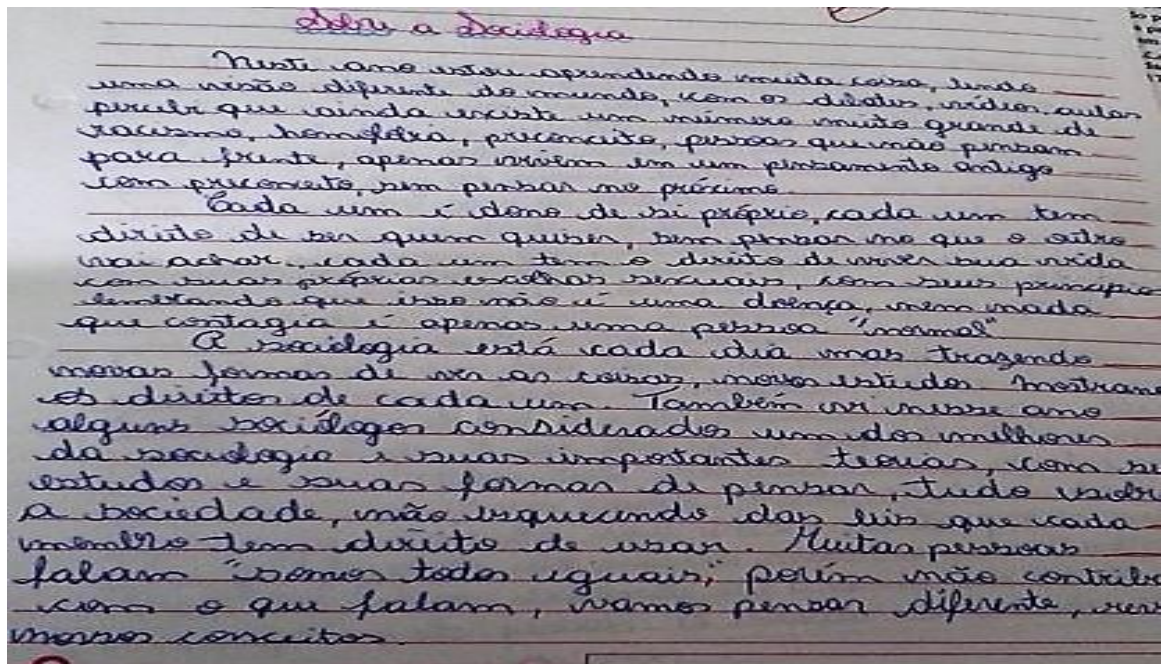 Sobre a Sociologia
Neste ano estou aprendendo muita coisa, tendo
uma visão diferente do mundo, com os debates, vídeos, aulas
percebi que ainda existe um número muito grande de
racismo, homofobia, preconceito, pessoas que não pensam
para frente, apenas vivem em um pensamento antigo
com preconceito, sem pensar no próximo.
Cada um é dono de si próprio, cada um tem
direito de ser quem quiser, sem pensar no que o outro
vai achar, cada um tem o direito de viver sua vida
com suas próprias escolhas sexuais, com seus princípios
lembrando que isso não é uma doença, nem nada
que contagia é apenas uma pessoa "normal"
A sociologia está cada dia mas trazendo
novas formas de ver as coisas, novos estudos mostrando
os direitos de cada um. Também vi nesse ano
alguns sociólogos considerados um dos melhores
da sociologia e suas importantes teorias, com
estudos e suas formas de pensar, tudo
a sociedade, não esquecendo das leis que cada
membro tem direito de usar. Muitas pessoas
falam "somos todos iguais," porém não
com o que falam, vamos pensar diferente,
nossos conceitos.